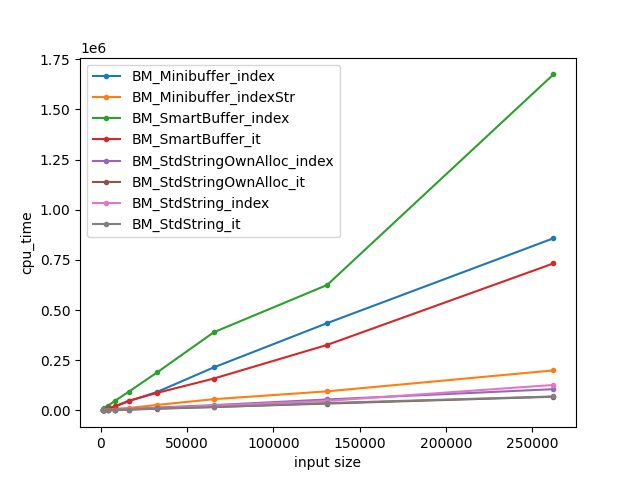 1e6
1.75
1.50
1.25
1.00
0.75
0.50
0.25
0.00
cpu_time
BM_Minibuffer_index
BM_Minibuffer_indexStr
BM_SmartBuffer_index
BM_SmartBuffer_it
BM_StdStringOwnAlloc_index
BM_StdStringOwnAlloc_it
BM_StdString_index
BM_StdString_it
0 50000 100000 150000 200000 250000
input size